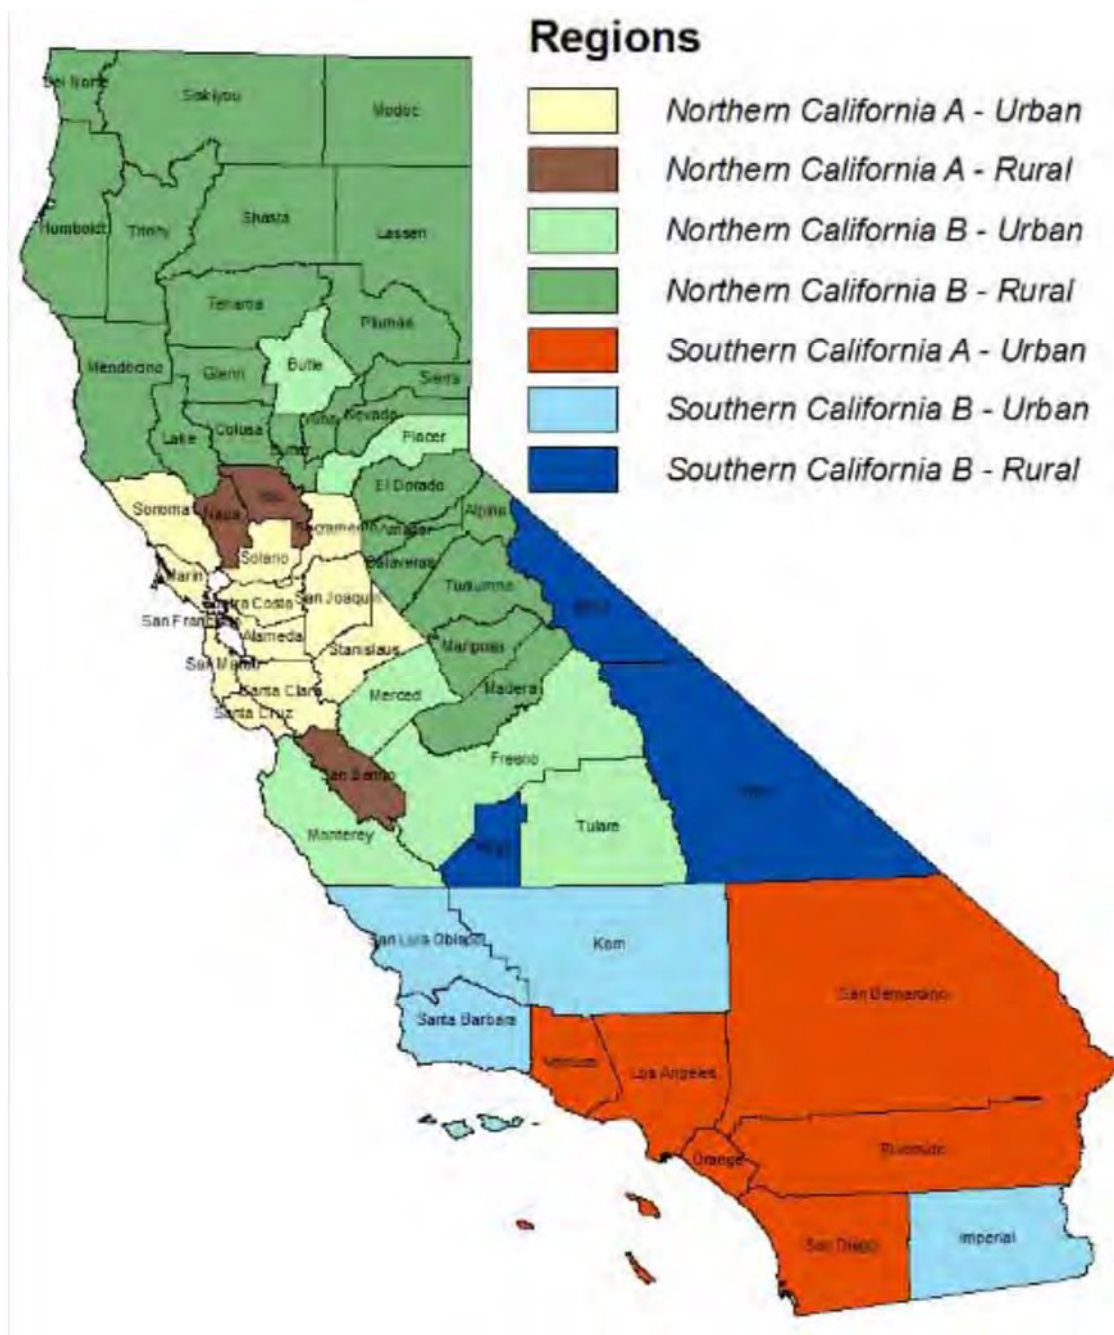 Regions
Northern California A - Urban
Northern California A - Rural
Northern California B - Urban
Northern California B - Rural
Southern California A - Urban
Southern California B - Urban
Southern California B - Rural
Del Norte
Siskiyou
Modoc
Humboldt
Trinity
Shasta
Lassen
Tehama
Plumas
Mendocino
Glenn
Butte
Sierra
Lake
Colusa
Nevada
Placer
Sonoma
Napa
El Dorado
Alpine
Sacramento
Amador
Solano
Calaveras
Marin
Contra Costa
San Joaquin
Tuolumne
San Francisco
Alameda
Stanislaus
Mariposa
San Mateo
Santa Clara
Merced
Madera
Santa Cruz
San Benito
Fresno
Monterey
Tulare
San Luis Obispo
Kern
Santa Barbara
San Bernardino
Ventura
Los Angeles
Orange
Riverside
San Diego
Imperial